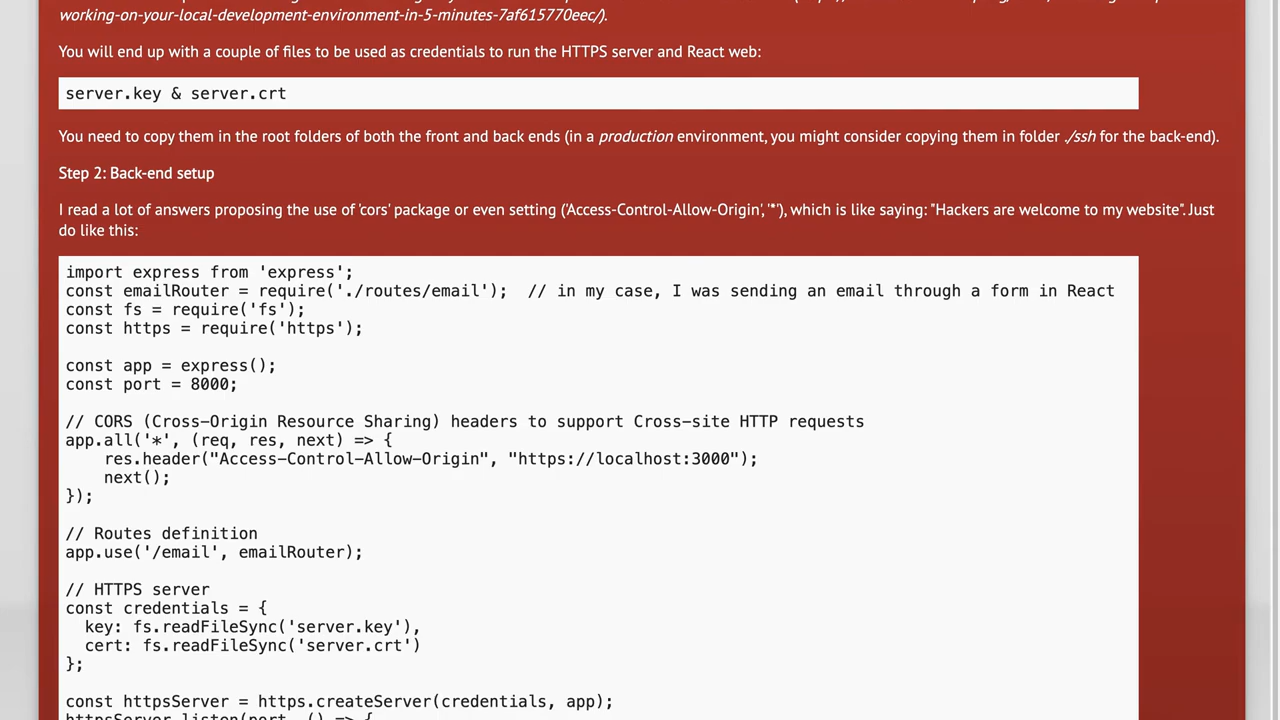 working-on-your-local-development-environment-in-5-minutes-7af615770eec/).
You will end up with a couple of files to be used as credentials to run the HTTPS server and React web:
server.key & server.crt
You need to copy them in the root folders of both the front and back ends (in a production environment, you might consider copying them in folder ./ssh for the back-end).
Step 2: Back-end setup
I read a lot of answers proposing the use of 'cors' package or even setting ('Access-Control-Allow-Origin', '*'), which is like saying: "Hackers are welcome to my website". Just
do like this:
import express from 'express';
const emailRouter = require('./routes/email');  // in my case, I was sending an email through a form in React
const fs = require('fs');
const https = require('https');
const app = express();
const port = 8000;
// CORS (Cross-Origin Resource Sharing) headers to support Cross-site HTTP requests
app.all('*', (req, res, next) => {
    res.header("Access-Control-Allow-Origin", "https://localhost:3000");
    next();
});
// Routes definition
app.use('/email', emailRouter);
// HTTPS server
const credentials = {
  key: fs.readFileSync('server.key'),
  cert: fs.readFileSync('server.crt')
};
const httpsServer = https.createServer(credentials, app);
httpsServer.listen(port, () => {